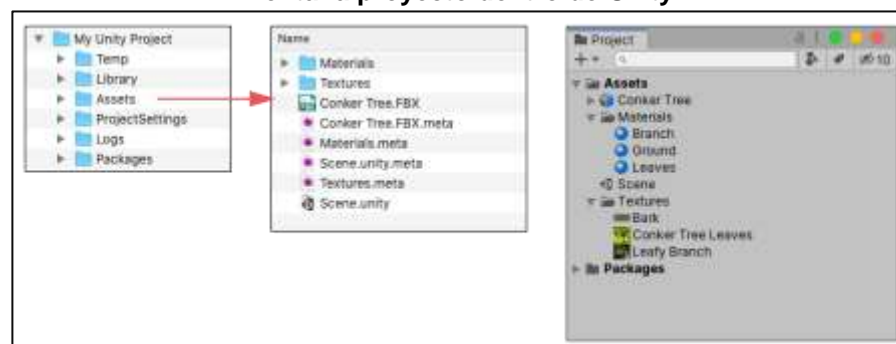 My Unity Project
Temp
Library
Assets
ProjectSettings
Logs
Packages
Name
Materials
Textures
Conker Tree.FBX
Conker Tree.FBX.meta
Materials.meta
Scene.unity.meta
Textures.meta
Scene.unity
Project
10
Assets
Conker Tree
Materials
Branch
Ground
Leaves
Scene
Textures
Bark
Conker Tree Leaves
Leafy Branch
Packages